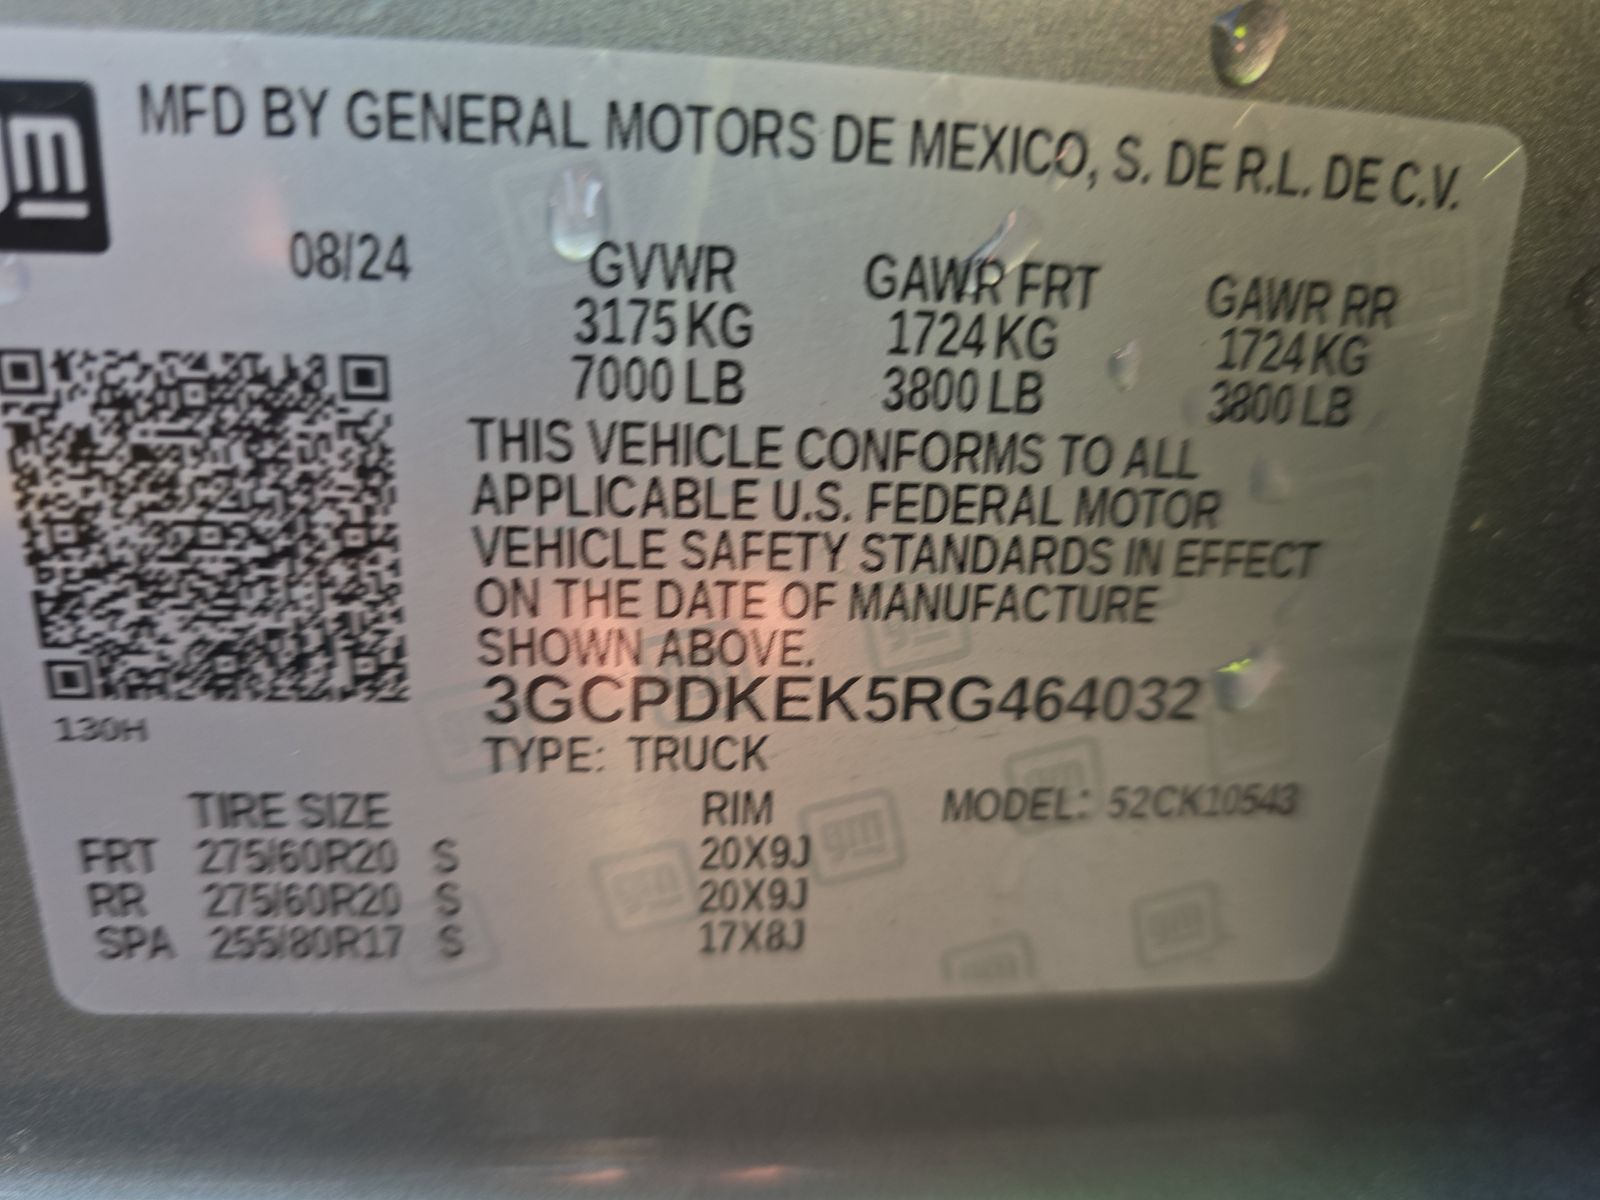 gm
MFD BY GENERAL MOTORS DE MEXICO, S. DE R.L. DE C.V.
08/24
GVWR GAWR FRT GAWR RR
3175 KG 1724 KG 1724 KG
7000 LB 3800 LB 3800 LB
THIS VEHICLE CONFORMS TO ALL
APPLICABLE U.S. FEDERAL MOTOR
VEHICLE SAFETY STANDARDS IN EFFECT
ON THE DATE OF MANUFACTURE
SHOWN ABOVE.
3GCPDKEK5RG464032
130H
TYPE: TRUCK
TIRE SIZE RIM MODEL: 52CK10543
FRT 275/60R20 S 20X9J
RR 275/60R20 S 20X9J
SPA 255/80R17 S 17X8J